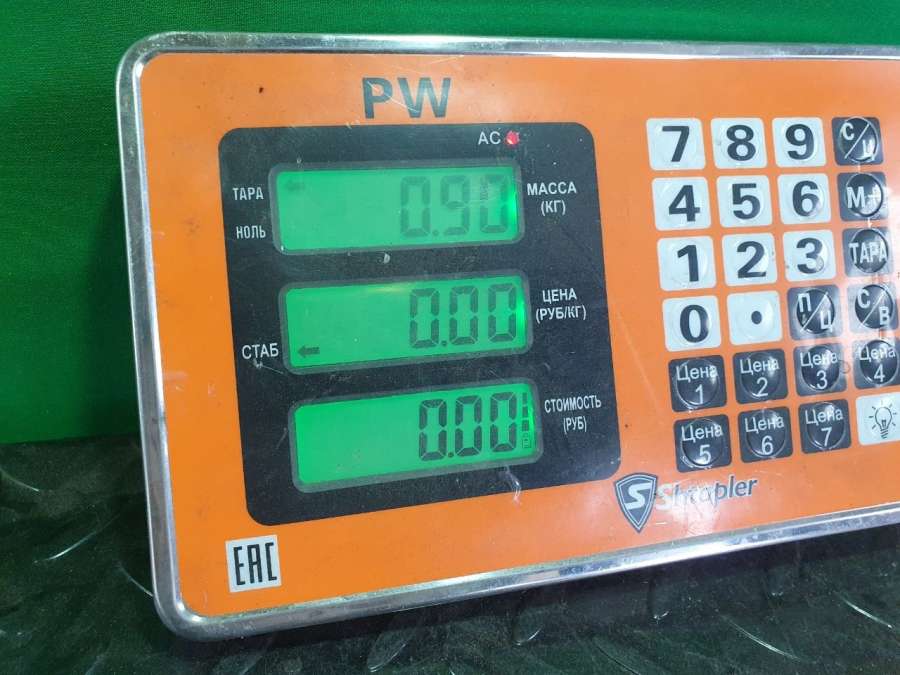 PW
AC
ТАРА
НОЛЬ
0.90
МАССА
(КГ)
СТАБ
0.00
ЦЕНА
(РУБ/КГ)
0.00
СТОИМОСТЬ
(РУБ)
7 8 9 С/Ц
4 5 6 М+
1 2 3 ТАРА
0 • П/Ц С/В
Цена 1 Цена 2 Цена 3 Цена 4
Цена 5 Цена 6 Цена 7
S Shtapler
EAC